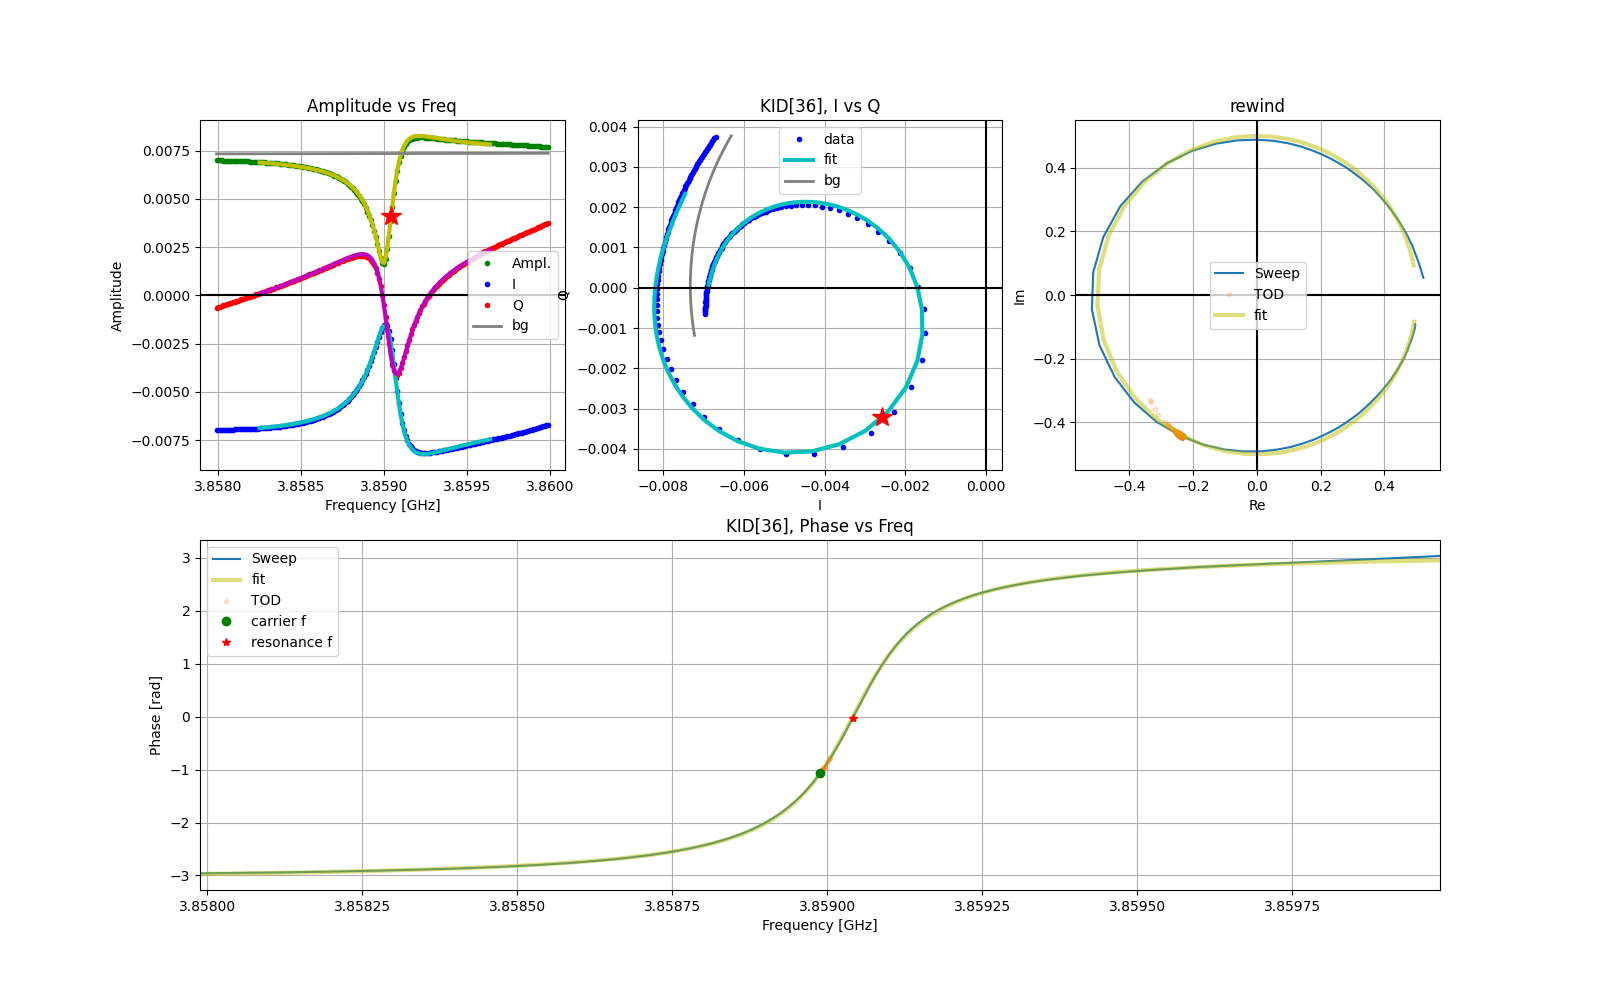 Amplitude vs Freq
Amplitude
0.0075
0.0050
0.0025
0.0000
−0.0025
−0.0050
−0.0075
Ampl.
I
Q
bg
3.8580
3.8585
3.8590
3.8595
3.8600
Frequency [GHz]
KID[36], I vs Q
Q
0.004
0.003
0.002
0.001
0.000
−0.001
−0.002
−0.003
−0.004
data
fit
bg
−0.008
−0.006
−0.004
−0.002
0.000
I
rewind
Im
0.4
0.2
0.0
−0.2
−0.4
Sweep
TOD
fit
−0.4
−0.2
0.0
0.2
0.4
Re
KID[36], Phase vs Freq
Phase [rad]
3
2
1
0
−1
−2
−3
Sweep
fit
TOD
carrier f
resonance f
3.85800
3.85825
3.85850
3.85875
3.85900
3.85925
3.85950
3.85975
Frequency [GHz]